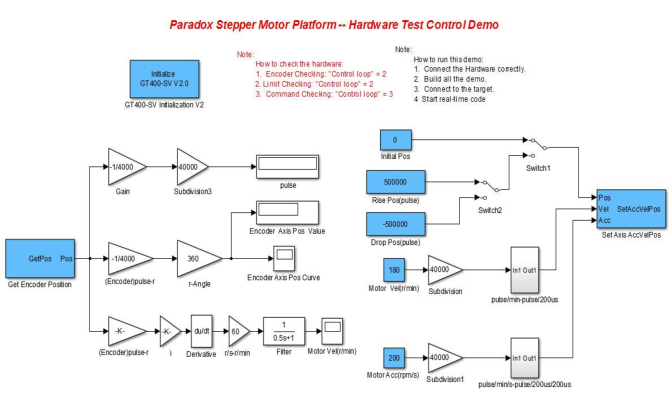 Paradox Stepper Motor Platform -- Hardware Test Control Demo
Initialize
GT400-SV V2.0
GT400-SV Initialization V2
Note:
How to check the hardware:
1. Encoder Checking: "Control loop" = 2
2. Limit Checking: "Control loop" = 2
3. Command Checking: "Control loop" = 3
Note:
How to run this demo:
1. Connect the Hardware correctly.
2. Build all the demo.
3. Connect to the target.
4 Start real-time code
-1/4000
Gain
40000
Subdivision3
pulse
Encoder Axis Pos Value
GetPos Pos
Get Encoder Position
-1/4000
(Encoder)pulse-r
360
r-Angle
Encoder Axis Pos Curve
-K-
(Encoder)pulse-r
-K-
i
du/dt
Derivative
60
r/s-r/min
1
0.5s+1
Filter
Motor Vel(r/min)
0
Initial Pos
Switch1
500000
Rise Pos(pulse)
Switch2
-500000
Drop Pos(pulse)
Pos
Vel
Acc
SetAccVelPos
Set Axis AccVelPos
180
Motor Vel(r/min)
40000
Subdivision
In1 Out1
pulse/min-pulse/200us
200
Motor Acc(rpm/s)
40000
Subdivision1
In1 Out1
pulse/min/s-pulse/200us/200us